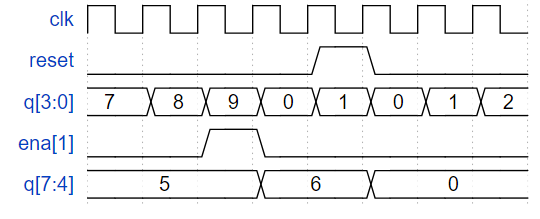 clk
reset
q[3:0] 7 8 9 0 1 0 1 2
ena[1]
q[7:4] 5 6 0